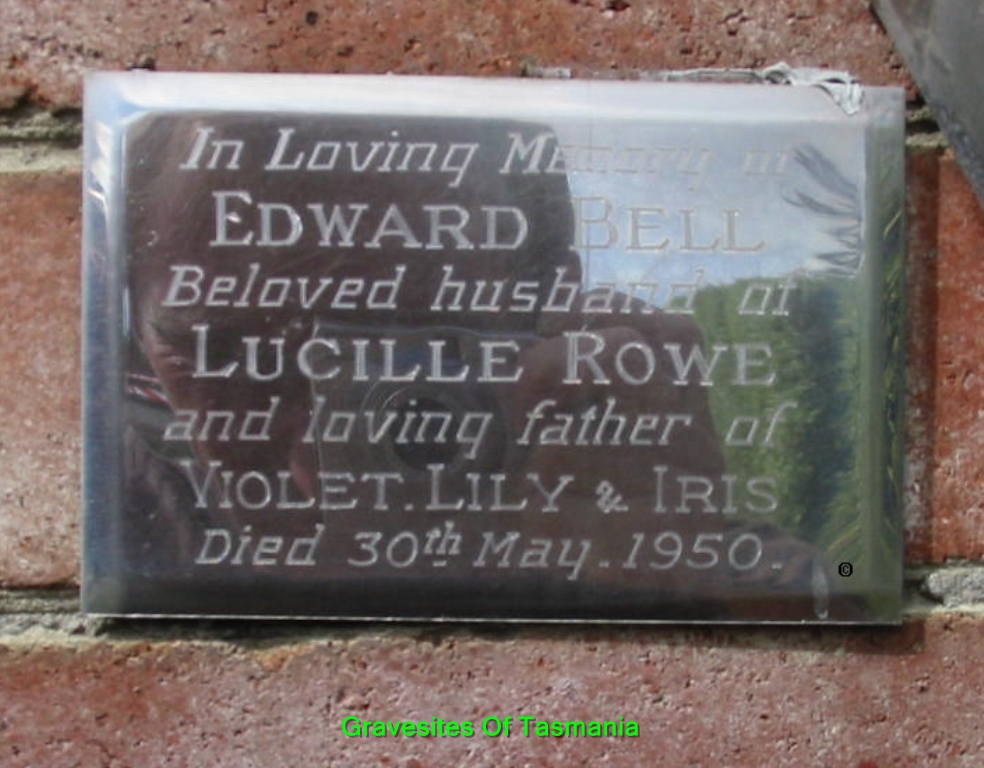 In Loving Memory of
EDWARD BELL
Beloved husband of
LUCILLE ROWE
and loving father of
VIOLET. LILY & IRIS
Died 30th May. 1950.
©
Gravesites Of Tasmania